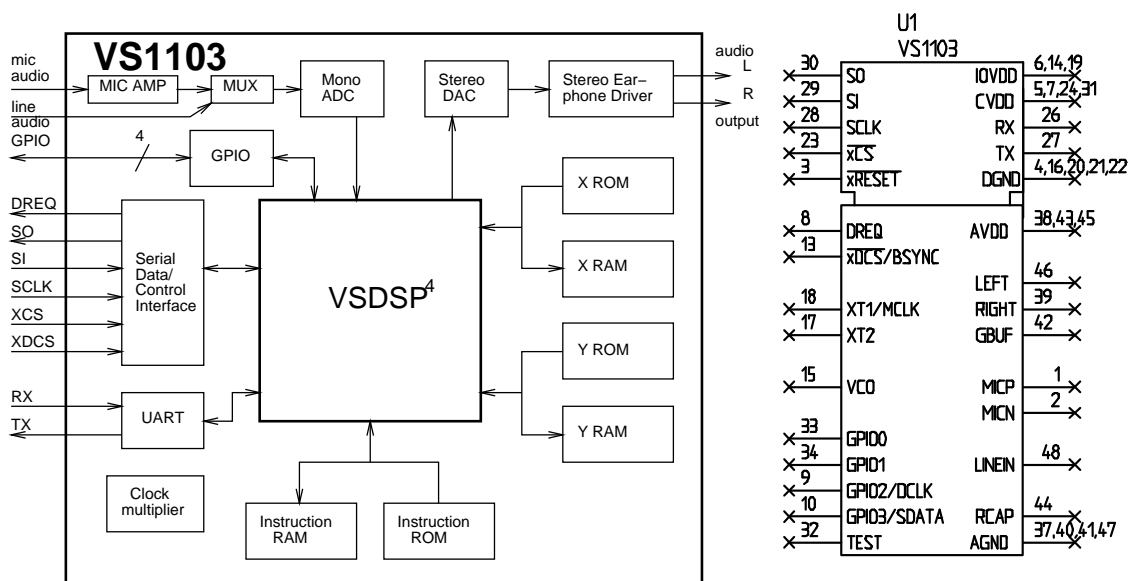 VS1103
mic
audio
line
audio
GPIO
DREQ
SO
SI
SCLK
XCS
XDCS
RX
TX
MIC AMP
MUX
Mono
ADC
Stereo
DAC
Stereo Ear–
phone Driver
audio
L
R
output
4
GPIO
Serial
Data/
Control
Interface
UART
Clock
multiplier
VSDSP4
X ROM
X RAM
Y ROM
Y RAM
Instruction
RAM
Instruction
ROM
U1
VS1103
30 SO IOVDD 6,14,19
29 SI CVDD 5,7,24,31
28 SCLK RX 26
23 xCS TX 27
3 xRESET DGND 4,16,20,21,22
8 DREQ AVDD 38,43,45
13 xDCS/BSYNC
LEFT 46
18 XT1/MCLK RIGHT 39
17 XT2 GBUF 42
15 VCO MICP 1
MICN 2
33 GPIO0
34 GPIO1 LINEIN 48
9 GPIO2/DCLK
10 GPIO3/SDATA RCAP 44
32 TEST AGND 37,40,41,47